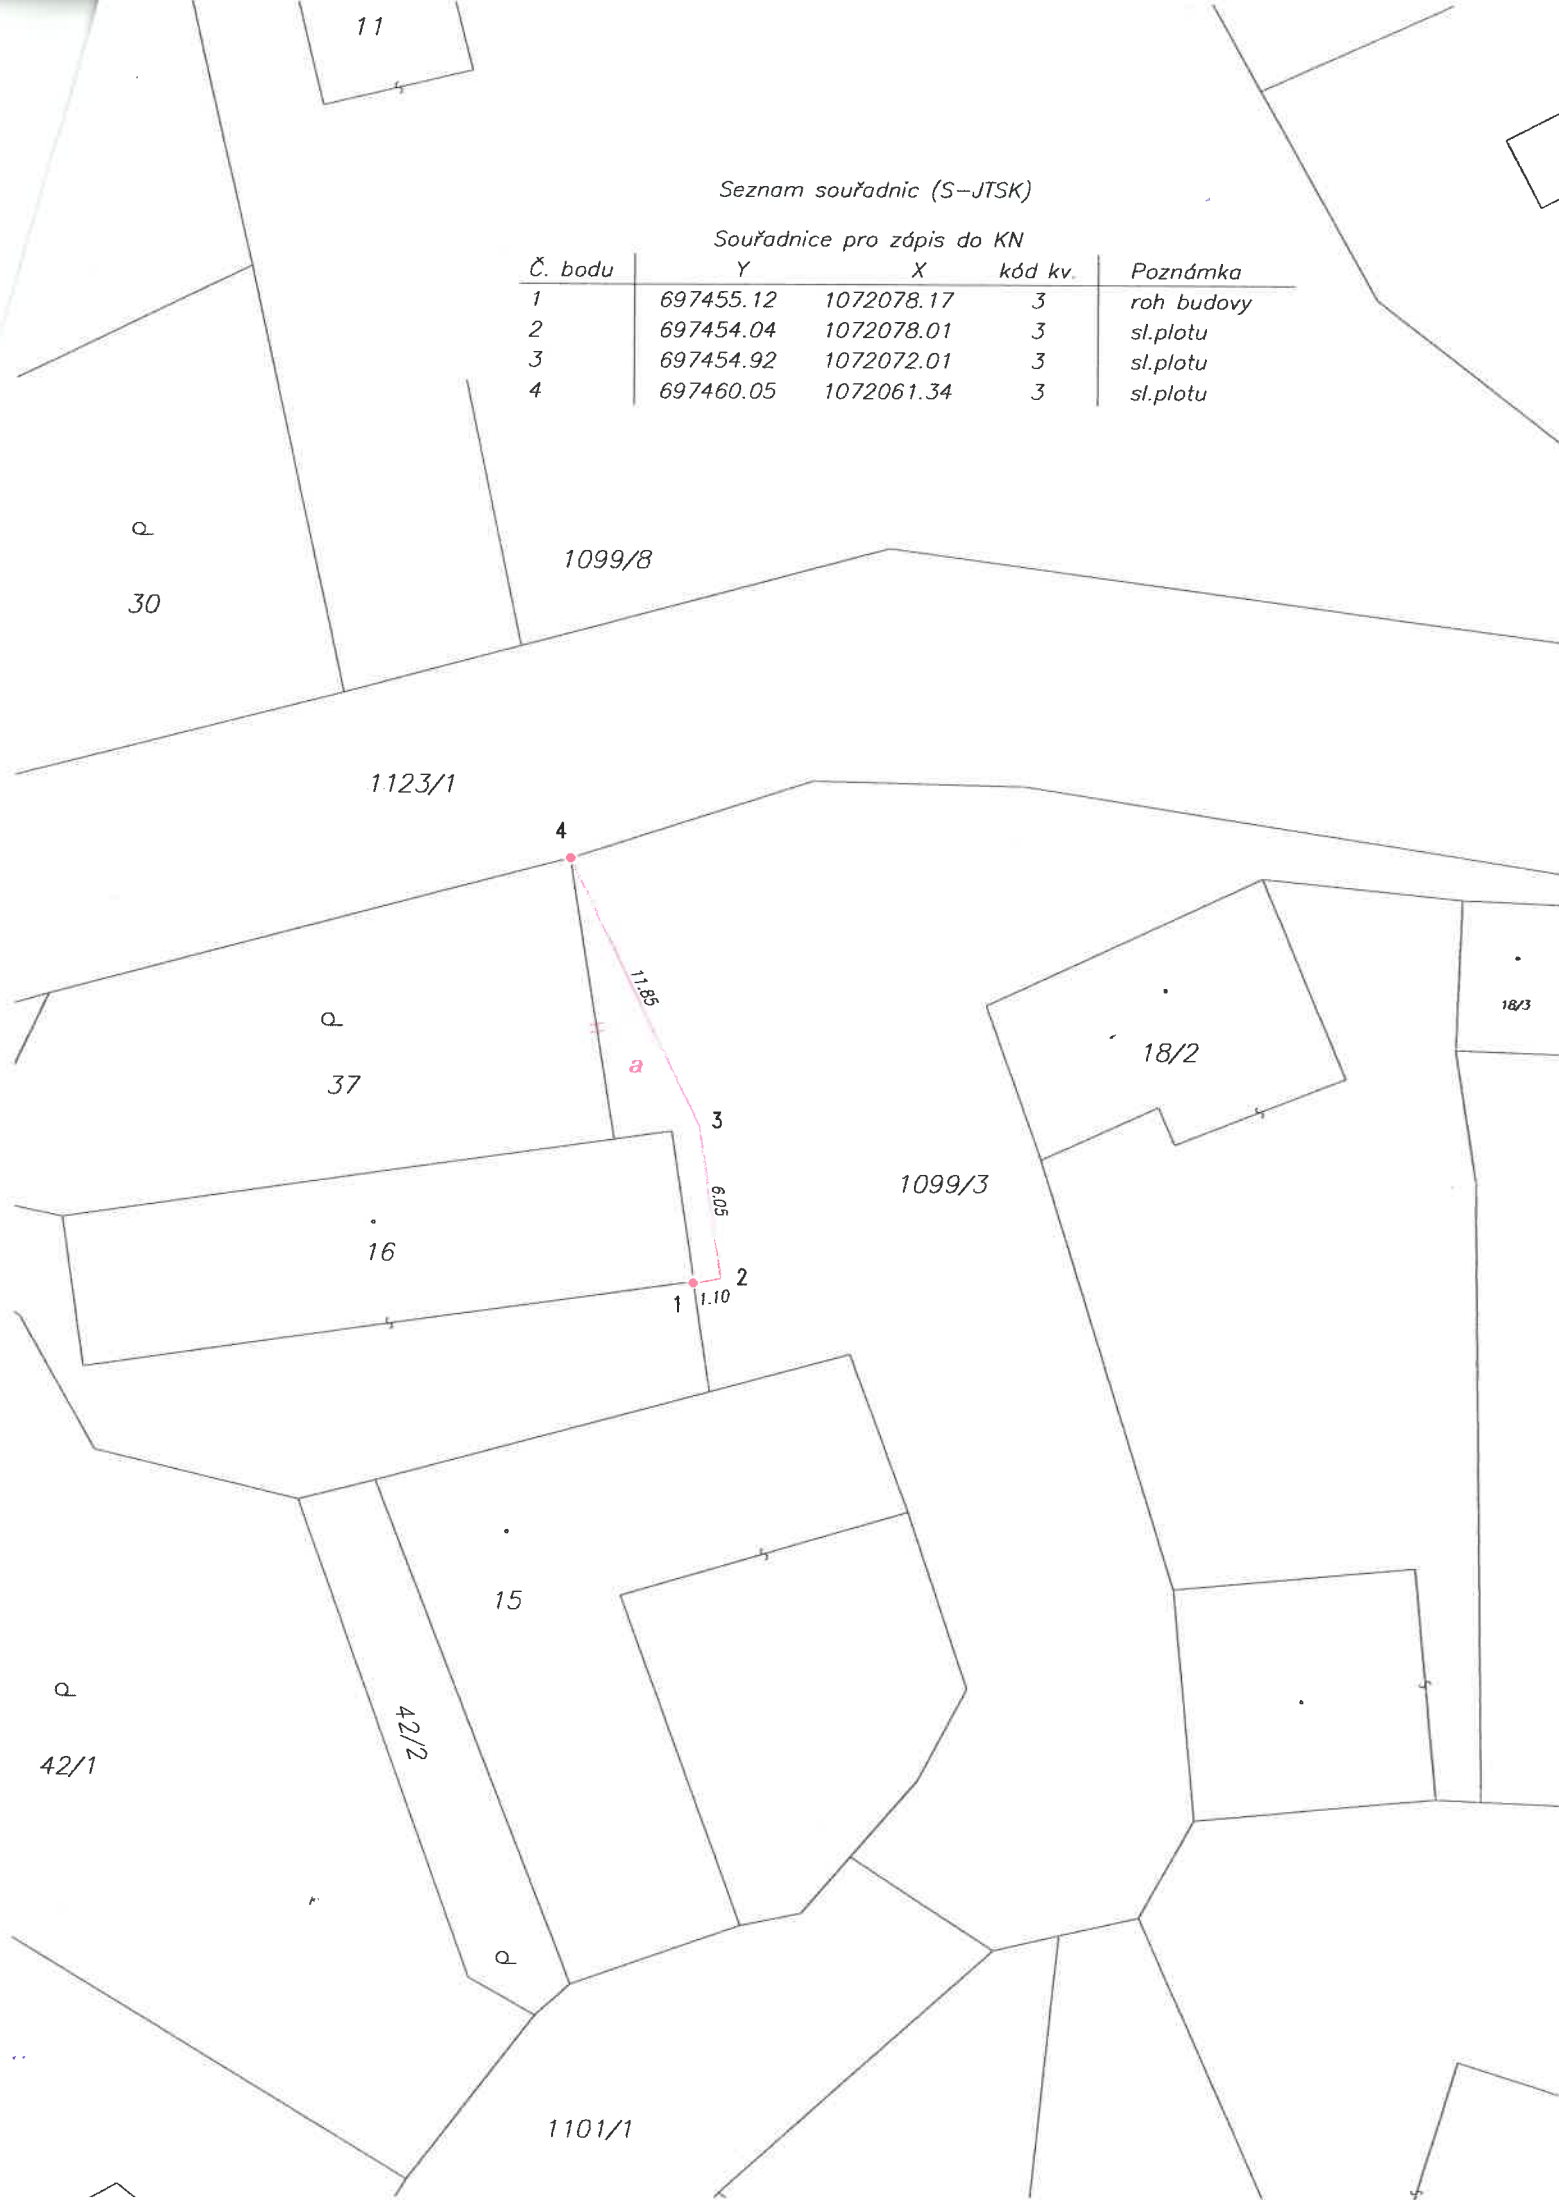 11
Seznam souřadnic (S-JTSK)
Souřadnice pro zápis do KN
Č. bodu Y X kód kv. Poznámka
1 697455.12 1072078.17 3 roh budovy
2 697454.04 1072078.01 3 sl.plotu
3 697454.92 1072072.01 3 sl.plotu
4 697460.05 1072061.34 3 sl.plotu
1099/8
30
1123/1
4
11.85
18/3
a
18/2
37
3
1099/3
6.05
16
2
1
1.10
15
42/2
42/1
1101/1